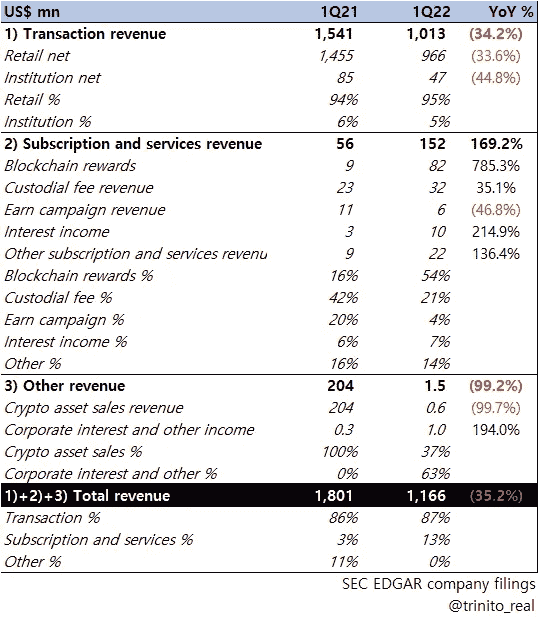 US$ mn 1Q21 1Q22 YoY %
1) Transaction revenue 1,541 1,013 (34.2%)
Retail net 1,455 966 (33.6%)
Institution net 85 47 (44.8%)
Retail % 94% 95%
Institution % 6% 5%
2) Subscription and services revenue 56 152 169.2%
Blockchain rewards 9 82 785.3%
Custodial fee revenue 23 32 35.1%
Earn campaign revenue 11 6 (46.8%)
Interest income 3 10 214.9%
Other subscription and services revenu 9 22 136.4%
Blockchain rewards % 16% 54%
Custodial fee % 42% 21%
Earn campaign % 20% 4%
Interest income % 6% 7%
Other % 16% 14%
3) Other revenue 204 1.5 (99.2%)
Crypto asset sales revenue 204 0.6 (99.7%)
Corporate interest and other income 0.3 1.0 194.0%
Crypto asset sales % 100% 37%
Corporate interest and other % 0% 63%
1)+2)+3) Total revenue 1,801 1,166 (35.2%)
Transaction % 86% 87%
Subscription and services % 3% 13%
Other % 11% 0%
SEC EDGAR company filings
@trinito_real